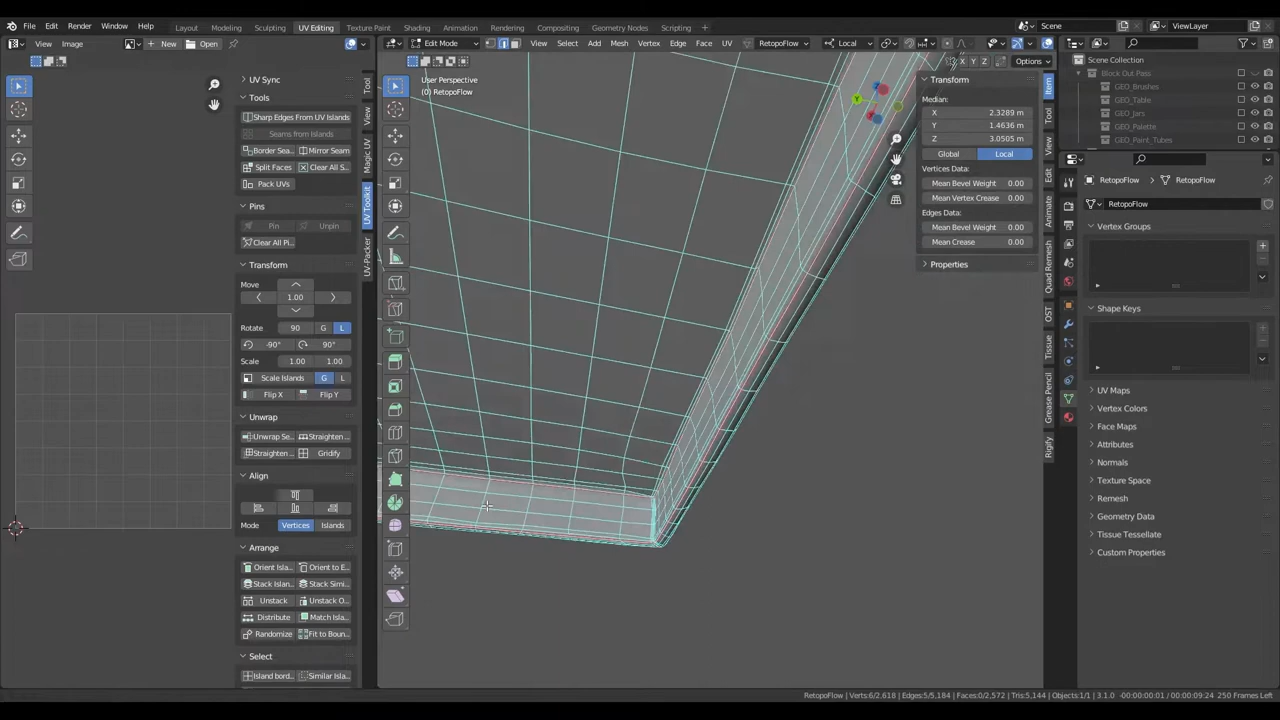 File Edit Render Window Help Layout Modeling Sculpting UV Editing Texture Paint Shading Animation Rendering Compositing Geometry Nodes Scripting Scene ViewLayer
View Image New Open Edit Mode View Select Add Mesh Vertex Edge Face UV RetopoFlow Local
X Y Z Options
User Perspective
(0) RetopoFlow
UV Sync
Tools
Sharp Edges From UV Islands
Seams from Islands
Border Sea... Mirror Seam
Split Faces Clear All S...
Pack UVs
Pins
Pin Unpin
Clear All Pi...
Transform
Move
1.00
Rotate 90 G L
-90° 90°
Scale 1.00 1.00
Scale Islands G L
Flip X Flip Y
Unwrap
Unwrap Se... Straighten ...
Straighten ... Gridify
Align
Mode Vertices Islands
Arrange
Orient Isla... Orient to E...
Stack Islan... Stack Simi...
Unstack Unstack O...
Distribute Match Isla...
Randomize Fit to Boun...
Select
Island bord... Similar Isla...
Tool
View
Magic UV
UV Toolkit
UV-Packer
Transform
Median:
X 2.3289 m
Y 1.4636 m
Z 3.0505 m
Global Local
Vertices Data:
Mean Bevel Weight 0.00
Mean Vertex Crease 0.00
Edges Data:
Mean Bevel Weight 0.00
Mean Crease 0.00
Properties
Item
Tool
View
Edit
Animate
Quad Remesh
OST
Tissue
Grease Pencil
Rigify
Scene Collection
Block Out Pass
GEO_Brushes
GEO_Table
GEO_Jars
GEO_Palette
GEO_Paint_Tubes
RetopoFlow RetopoFlow
RetopoFlow
Vertex Groups
Shape Keys
UV Maps
Vertex Colors
Face Maps
Attributes
Normals
Texture Space
Remesh
Geometry Data
Tissue Tesselate
Custom Properties
RetopoFlow | Verts:6/2,618 | Edges:5/5,184 | Faces:0/2,572 | Tris:5,144 | Objects:1/1 | 3.1.0 -00:00:00:01 / 00:00:09:24 250 Frames Left